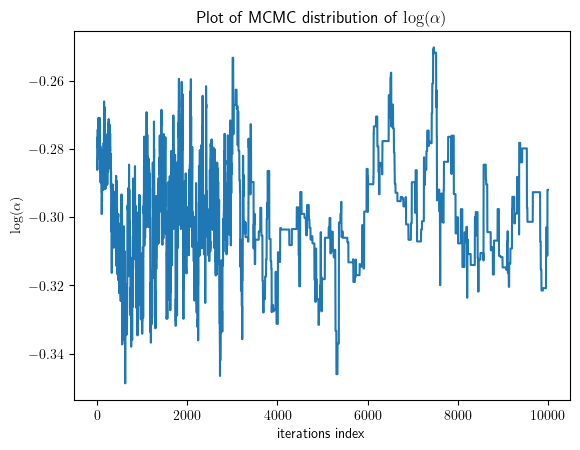 Plot of MCMC distribution of log(α)
−0.26
−0.28
−0.30
−0.32
−0.34
log(α)
0 2000 4000 6000 8000 10000
iterations index